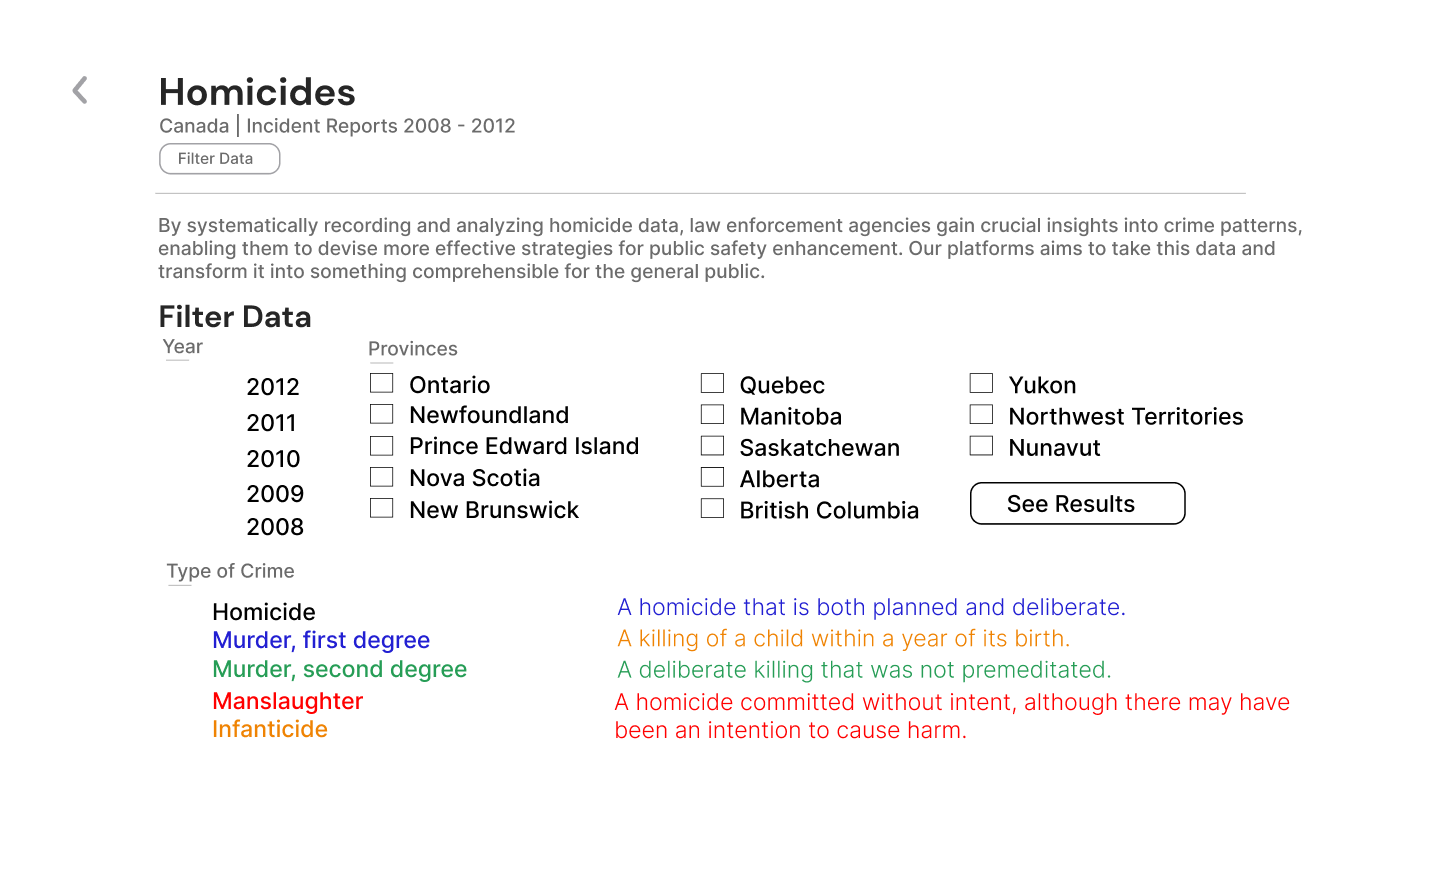 Homicides
Canada | Incident Reports 2008 - 2012
Filter Data
By systematically recording and analyzing homicide data, law enforcement agencies gain crucial insights into crime patterns,
enabling them to devise more effective strategies for public safety enhancement. Our platforms aims to take this data and
transform it into something comprehensible for the general public.
Filter Data
Year
2012
2011
2010
2009
2008
Provinces
Ontario
Newfoundland
Prince Edward Island
Nova Scotia
New Brunswick
Quebec
Manitoba
Saskatchewan
Alberta
British Columbia
Yukon
Northwest Territories
Nunavut
See Results
Type of Crime
Homicide
Murder, first degree
Murder, second degree
Manslaughter
Infanticide
A homicide that is both planned and deliberate.
A killing of a child within a year of its birth.
A deliberate killing that was not premeditated.
A homicide committed without intent, although there may have
been an intention to cause harm.